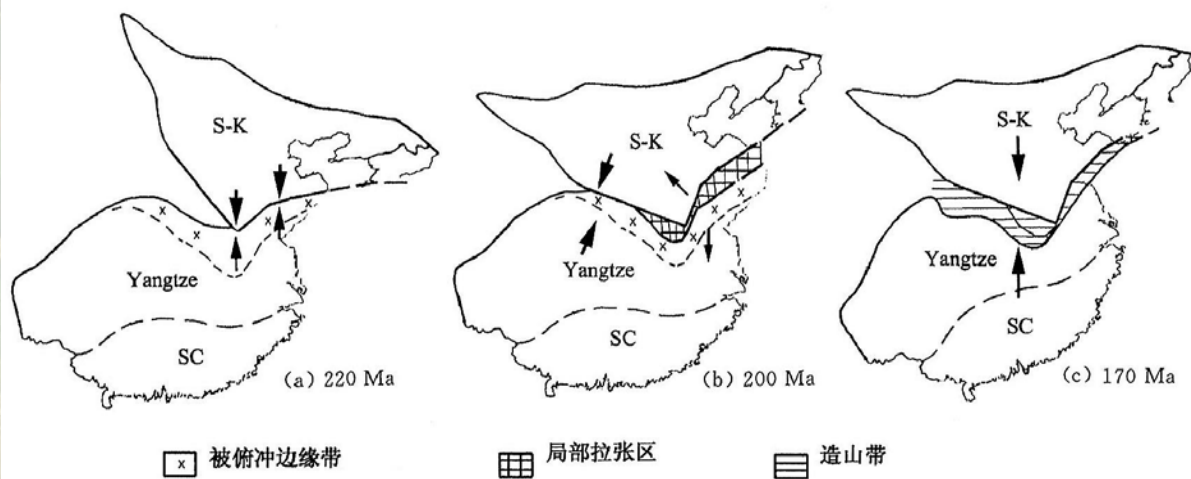 S-K
Yangtze
SC
(a) 220 Ma
S-K
Yangtze
SC
(b) 200 Ma
S-K
Yangtze
SC
(c) 170 Ma
x 被俯冲边缘带
局部拉张区
造山带